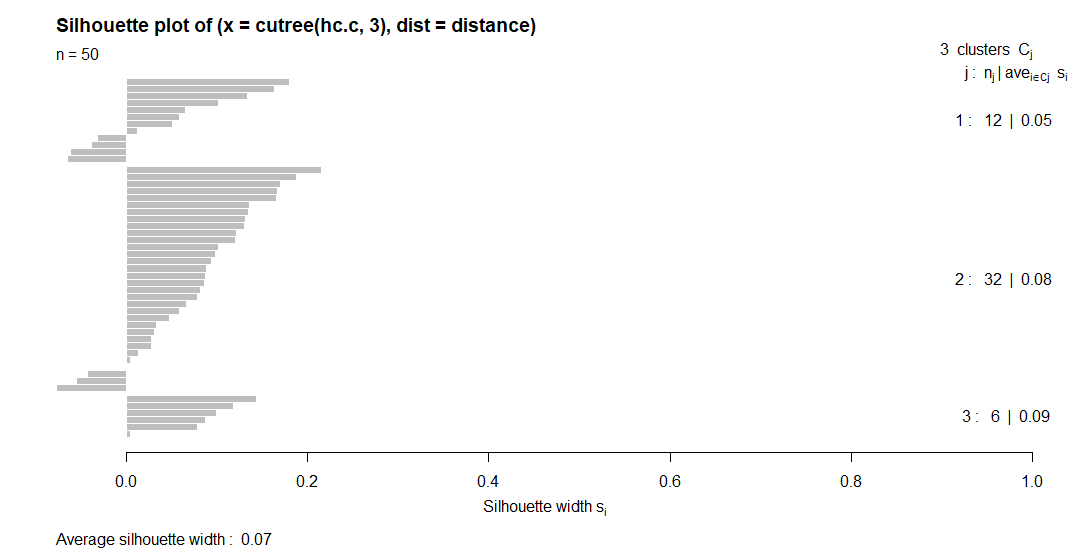 Silhouette plot of (x = cutree(hc.c, 3), dist = distance)
n = 50
3 clusters Cj
j : nj | avei∈Cj si
1 : 12 | 0.05
2 : 32 | 0.08
3 : 6 | 0.09
0.0 0.2 0.4 0.6 0.8 1.0
Silhouette width si
Average silhouette width : 0.07